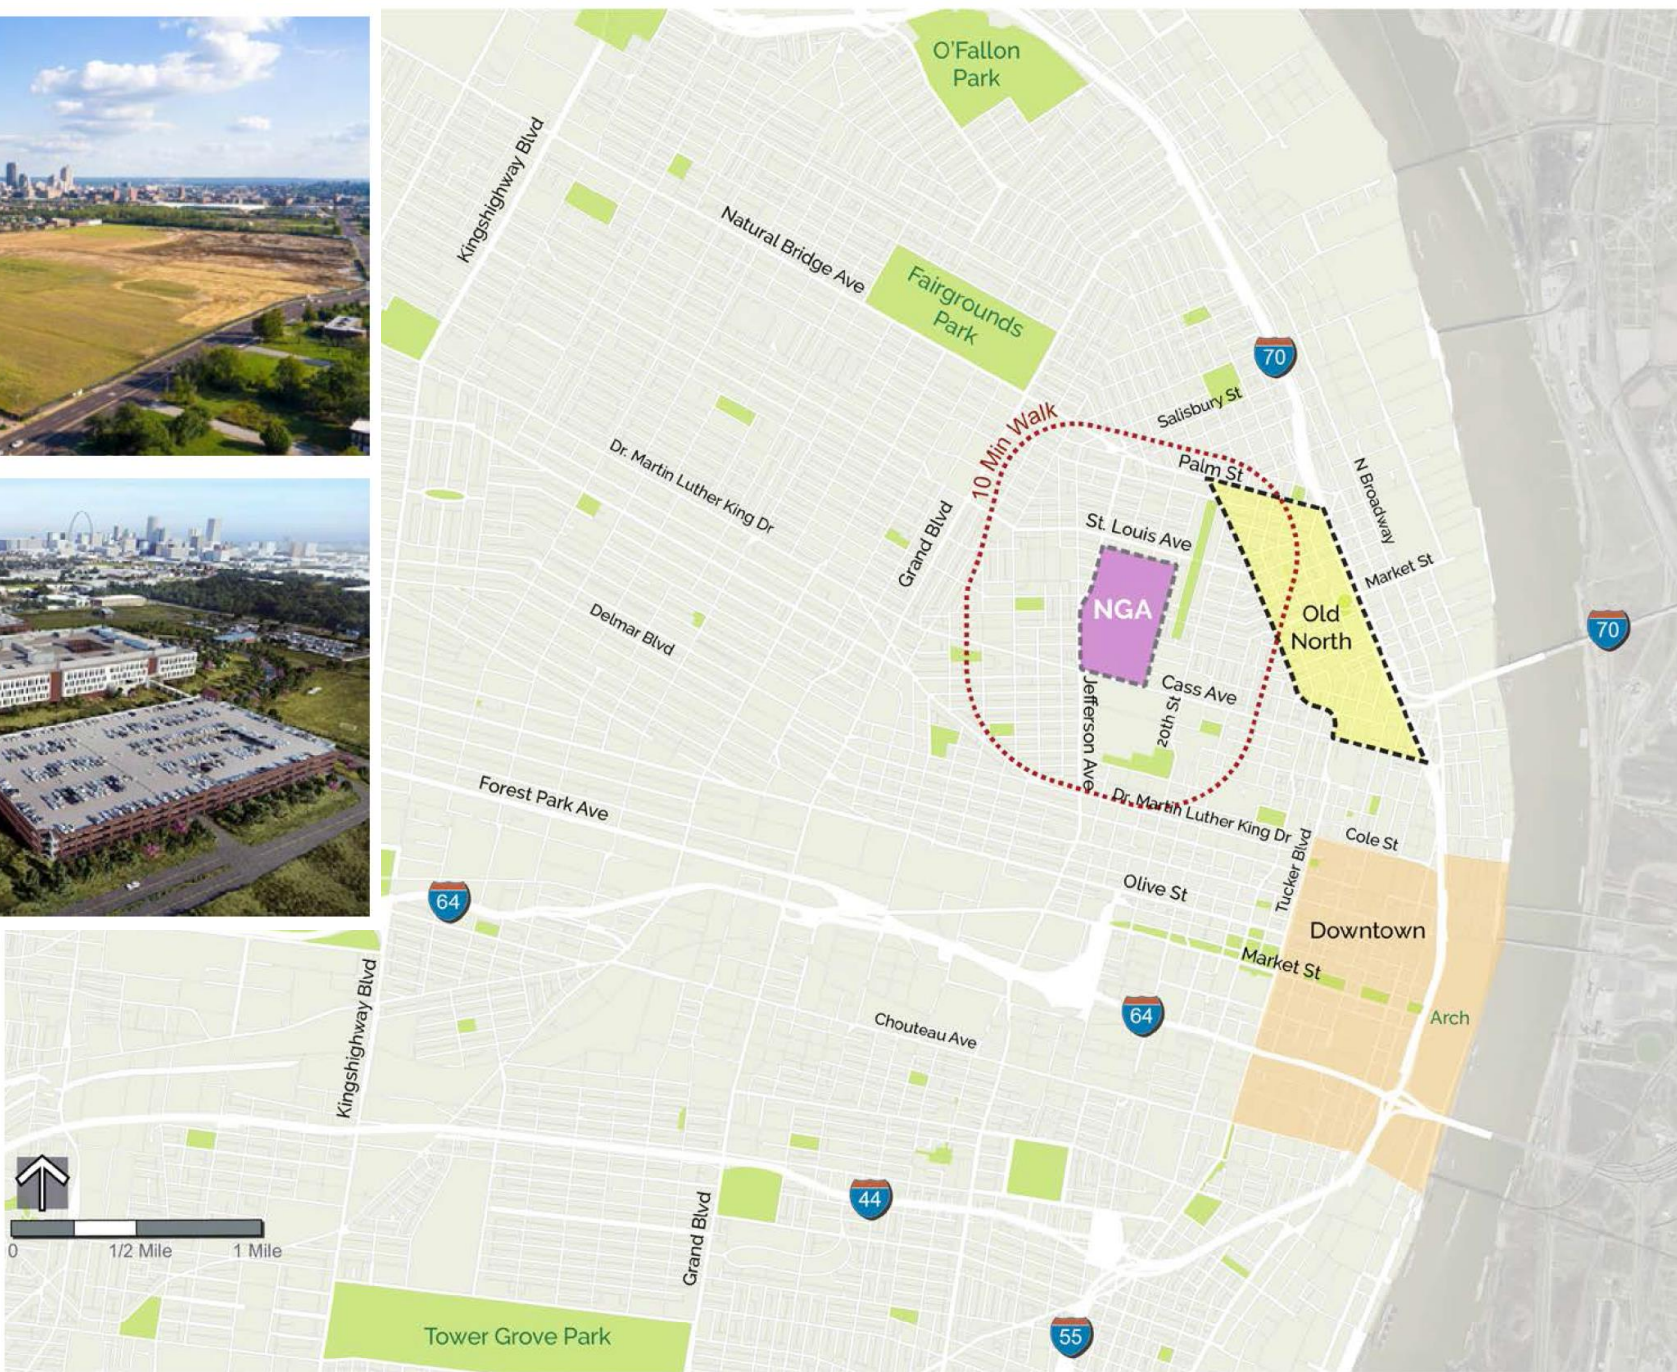 O'Fallon
Park
Kingshighway Blvd
Natural Bridge Ave
Fairgrounds
Park
70
Salisbury St
10 Min Walk
Palm St
N Broadway
Dr. Martin Luther King Dr
Grand Blvd
St. Louis Ave
Market St
NGA
Old
North
70
Delmar Blvd
Cass Ave
Jefferson Ave
20th St
Forest Park Ave
Dr. Martin Luther King Dr
Tucker Blvd
Cole St
64
Olive St
Downtown
Market St
Kingshighway Blvd
64
Arch
Chouteau Ave
44
Grand Blvd
0
1/2 Mile
1 Mile
Tower Grove Park
55